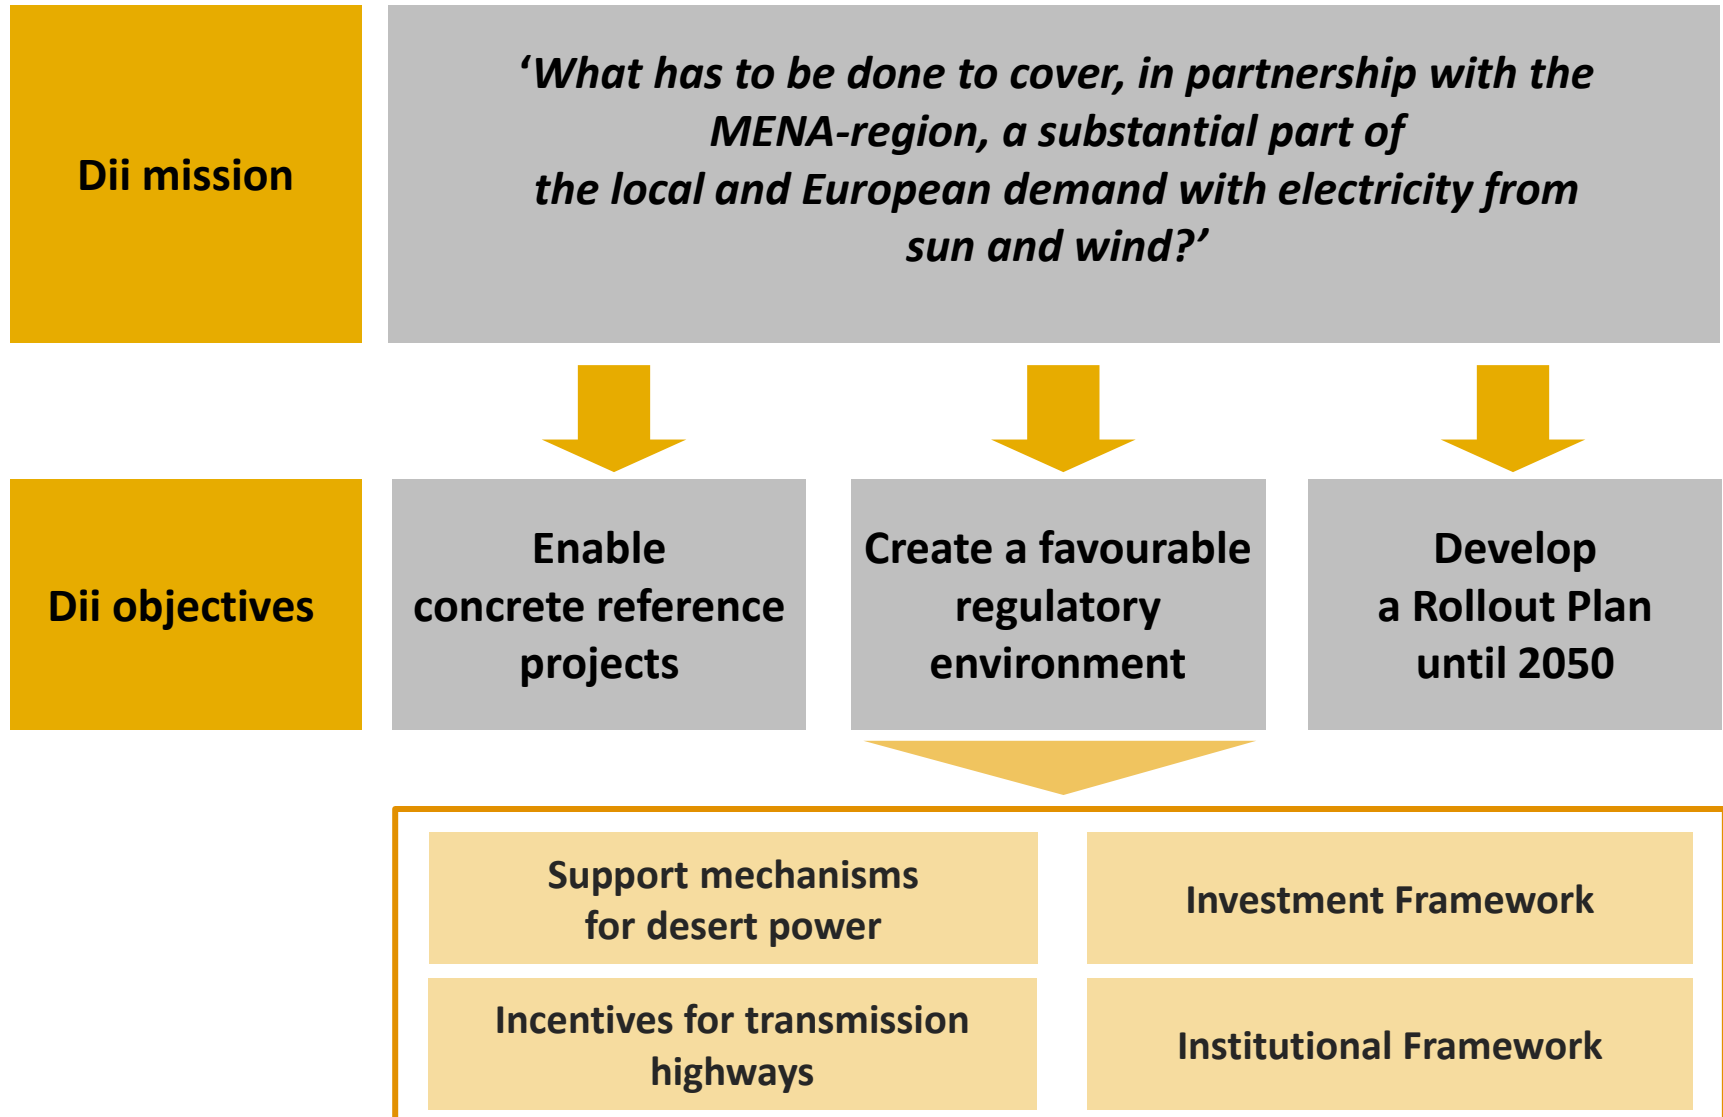 Dii mission
‘What has to be done to cover, in partnership with the
MENA-region, a substantial part of
the local and European demand with electricity from
sun and wind?’
Dii objectives
Enable
concrete reference
projects
Create a favourable
regulatory
environment
Develop
a Rollout Plan
until 2050
Support mechanisms
for desert power
Investment Framework
Incentives for transmission
highways
Institutional Framework